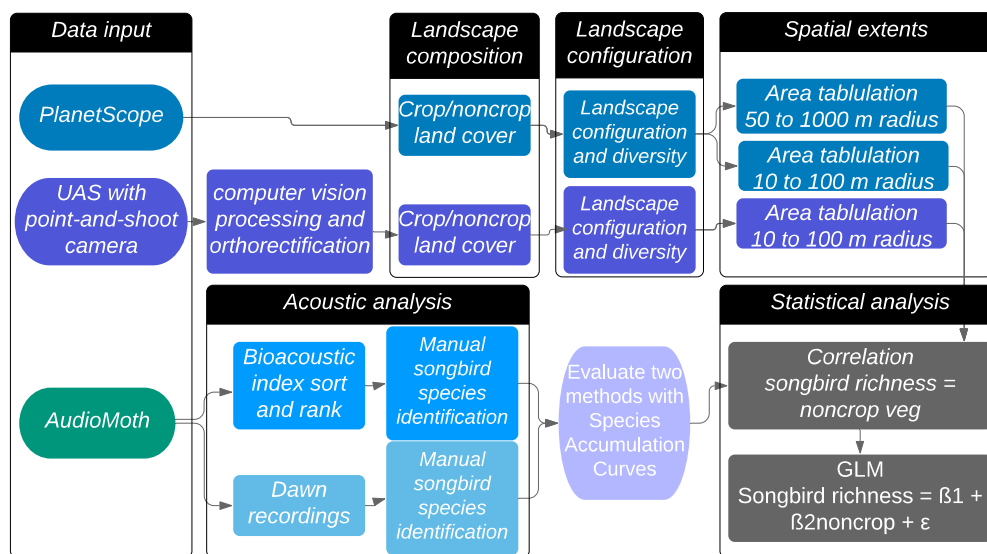 Data input
PlanetScope
UAS with
point-and-shoot
camera
AudioMoth
computer vision
processing and
orthorectification
Landscape
composition
Crop/noncrop
land cover
Crop/noncrop
land cover
Landscape
configuration
Landscape
configuration
and diversity
Landscape
configuration
and diversity
Spatial extents
Area tablulation
50 to 1000 m radius
Area tablulation
10 to 100 m radius
Area tablulation
10 to 100 m radius
Acoustic analysis
Bioacoustic
index sort
and rank
Manual
songbird
species
identification
Dawn
recordings
Manual
songbird
species
identification
Evaluate two
methods with
Species
Accumulation
Curves
Statistical analysis
Correlation
songbird richness =
noncrop veg
GLM
Songbird richness = ß1 +
ß2noncrop + ε